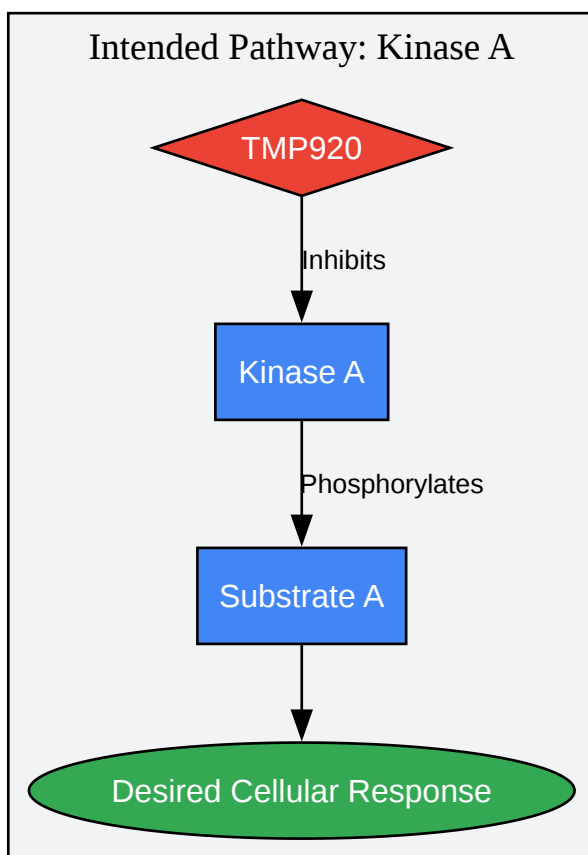 Intended Pathway: Kinase A
TMP920
Inhibits
Kinase A
Phosphorylates
Substrate A
Desired Cellular Response